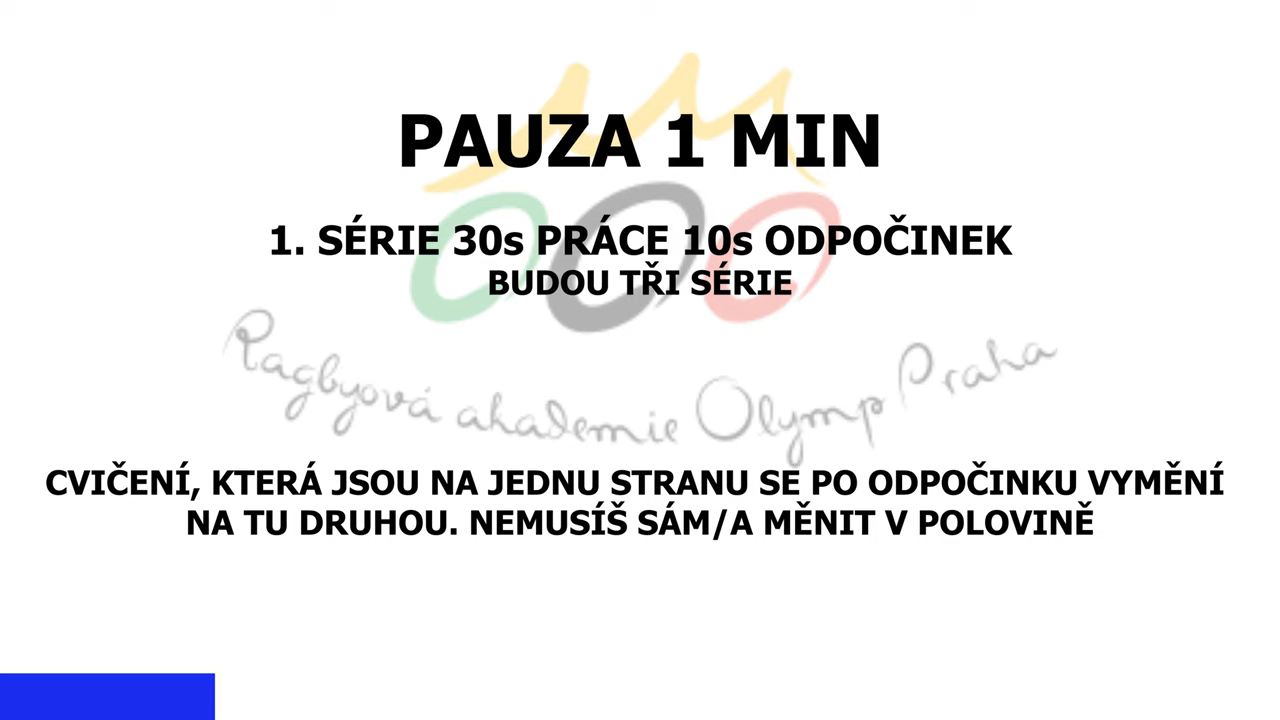 PAUZA 1 MIN
1. SÉRIE 30s PRÁCE 10s ODPOČINEK
BUDOU TŘI SÉRIE
Ragbyová akademie Olymp Praha
CVIČENÍ, KTERÁ JSOU NA JEDNU STRANU SE PO ODPOČINKU VYMĚNÍ
NA TU DRUHOU. NEMUSÍŠ SÁM/A MĚNIT V POLOVINĚ